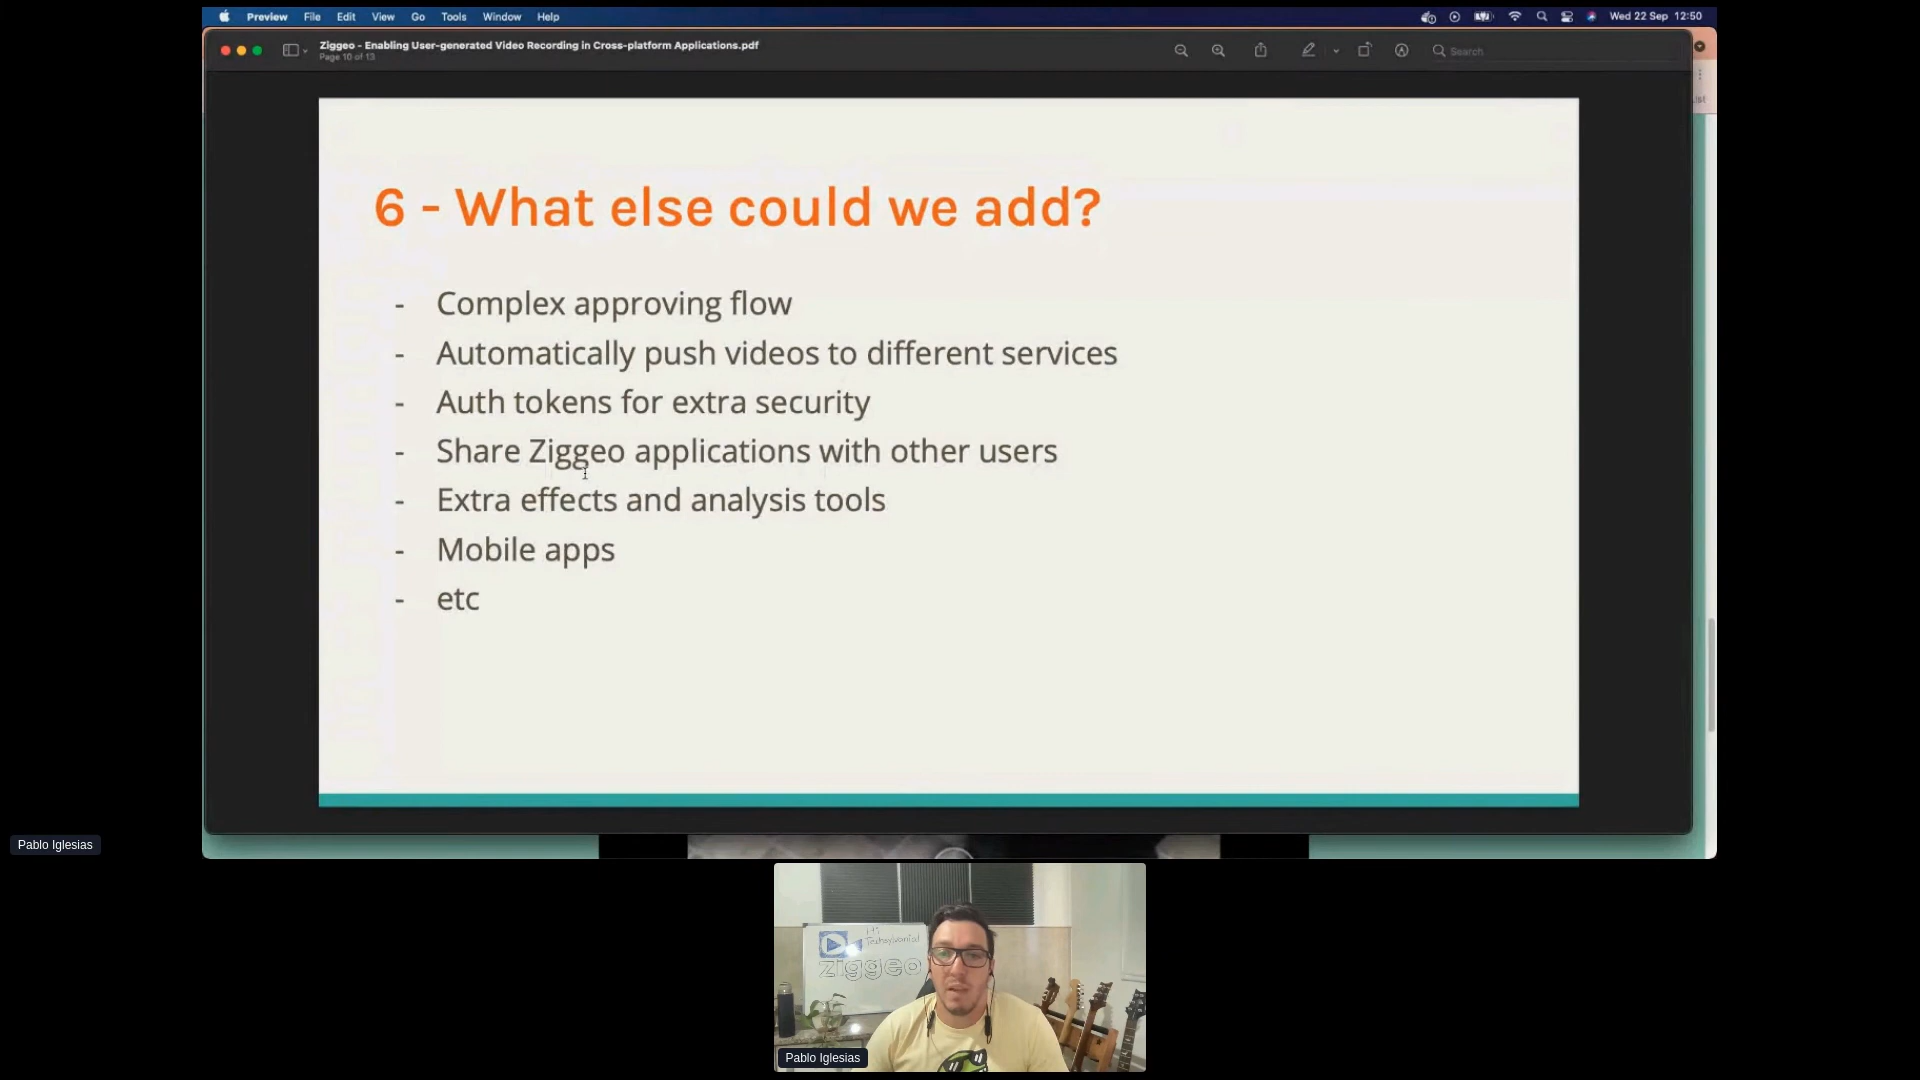 Preview File Edit View Go Tools Window Help
Wed 22 Sep 12:50
Ziggeo - Enabling User-generated Video Recording in Cross-platform Applications.pdf
Page 10 of 13
Search
6 - What else could we add?
- Complex approving flow
- Automatically push videos to different services
- Auth tokens for extra security
- Share Ziggeo applications with other users
- Extra effects and analysis tools
- Mobile apps
- etc
Pablo Iglesias
Hi
ziggeo
Pablo Iglesias